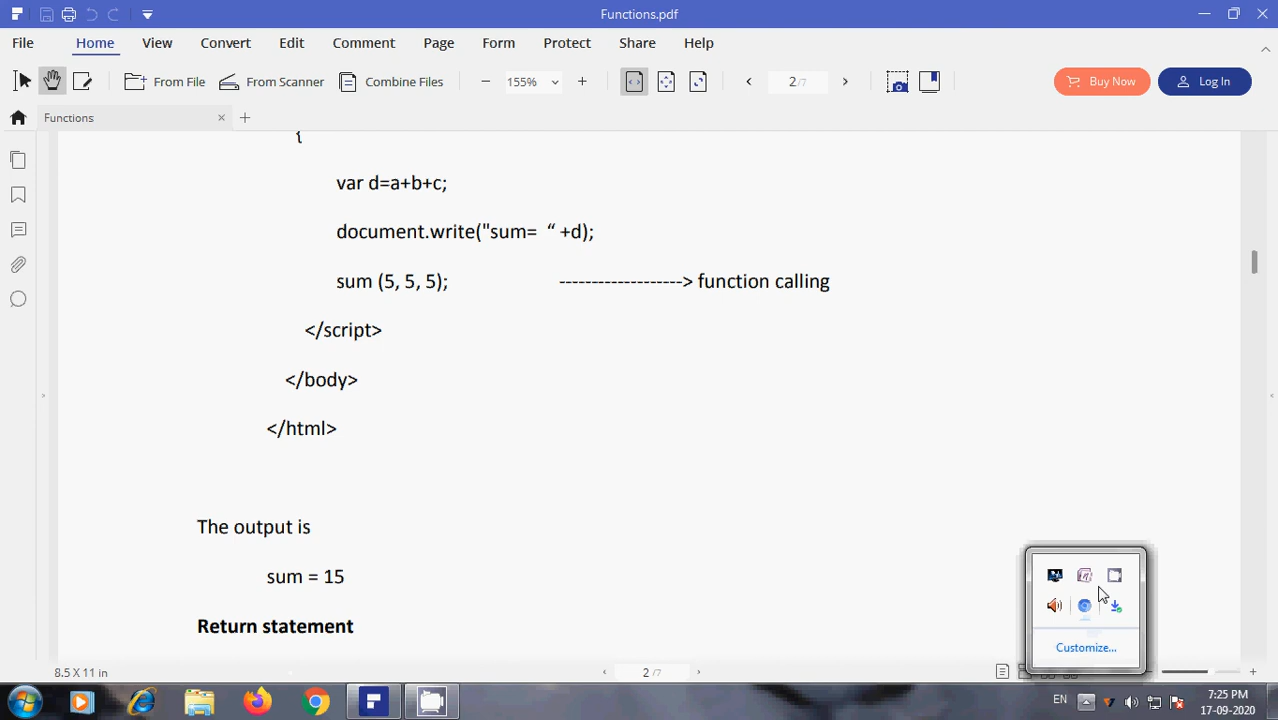 Functions.pdf
File Home View Convert Edit Comment Page Form Protect Share Help
From File From Scanner Combine Files 155% 2/7 Buy Now Log In
Functions
{
var d=a+b+c;
document.write("sum= “ +d);
sum (5, 5, 5); -------------------> function calling
</script>
</body>
</html>
The output is
sum = 15
Return statement
Customize...
8.5 X 11 in 2/7
EN 7:25 PM
17-09-2020